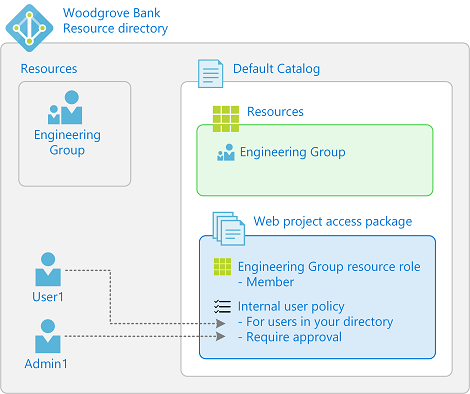 Woodgrove Bank
Resource directory
Resources
Engineering
Group
User1
Admin1
Default Catalog
Resources
Engineering Group
Web project access package
Engineering Group resource role
- Member
Internal user policy
- For users in your directory
- Require approval